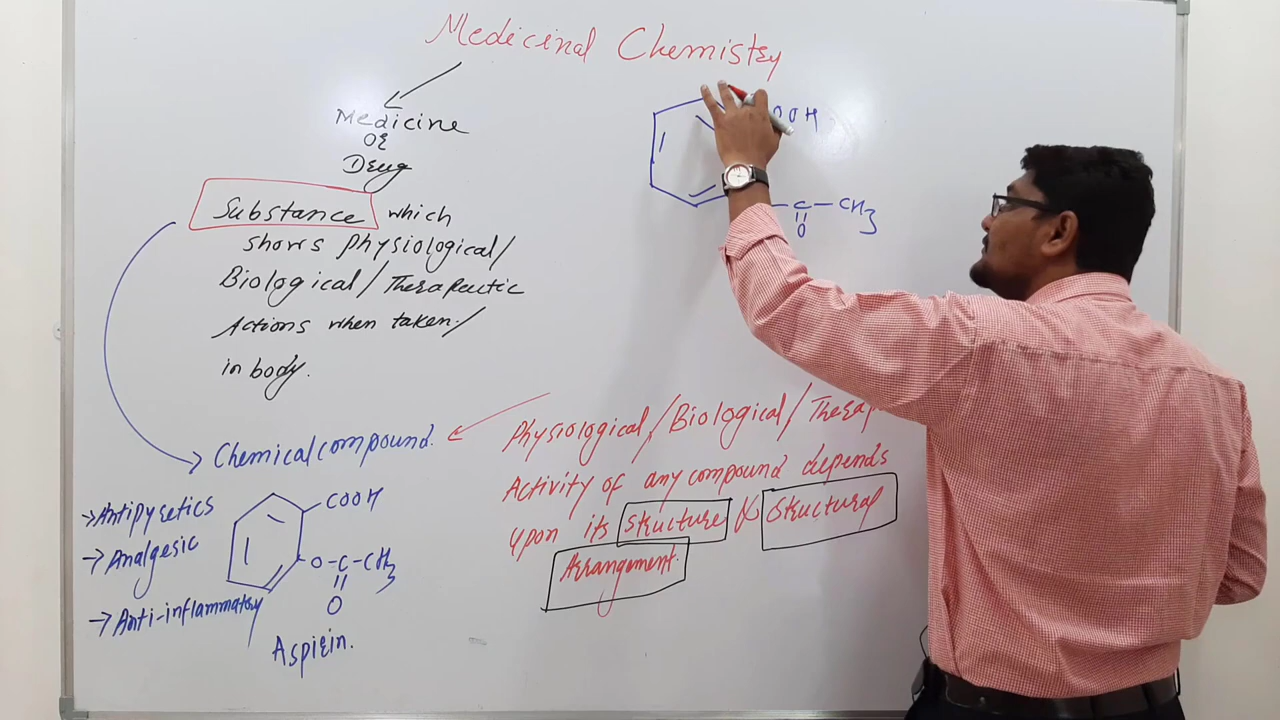 Medicinal Chemistry
Medicine
or
Drug
Substance which
shows physiological/
Biological/Therapeutic
Actions when taken/
in body.
Chemical compound.
→Antipyretics
→Analgesic
→Anti-inflammatory
COOH
O-C-CH3
O
Aspirin.
OOH
C-CH3
O
Physiological/Biological/
Activity of any compound depends
upon its structure & structural
Arrangement.